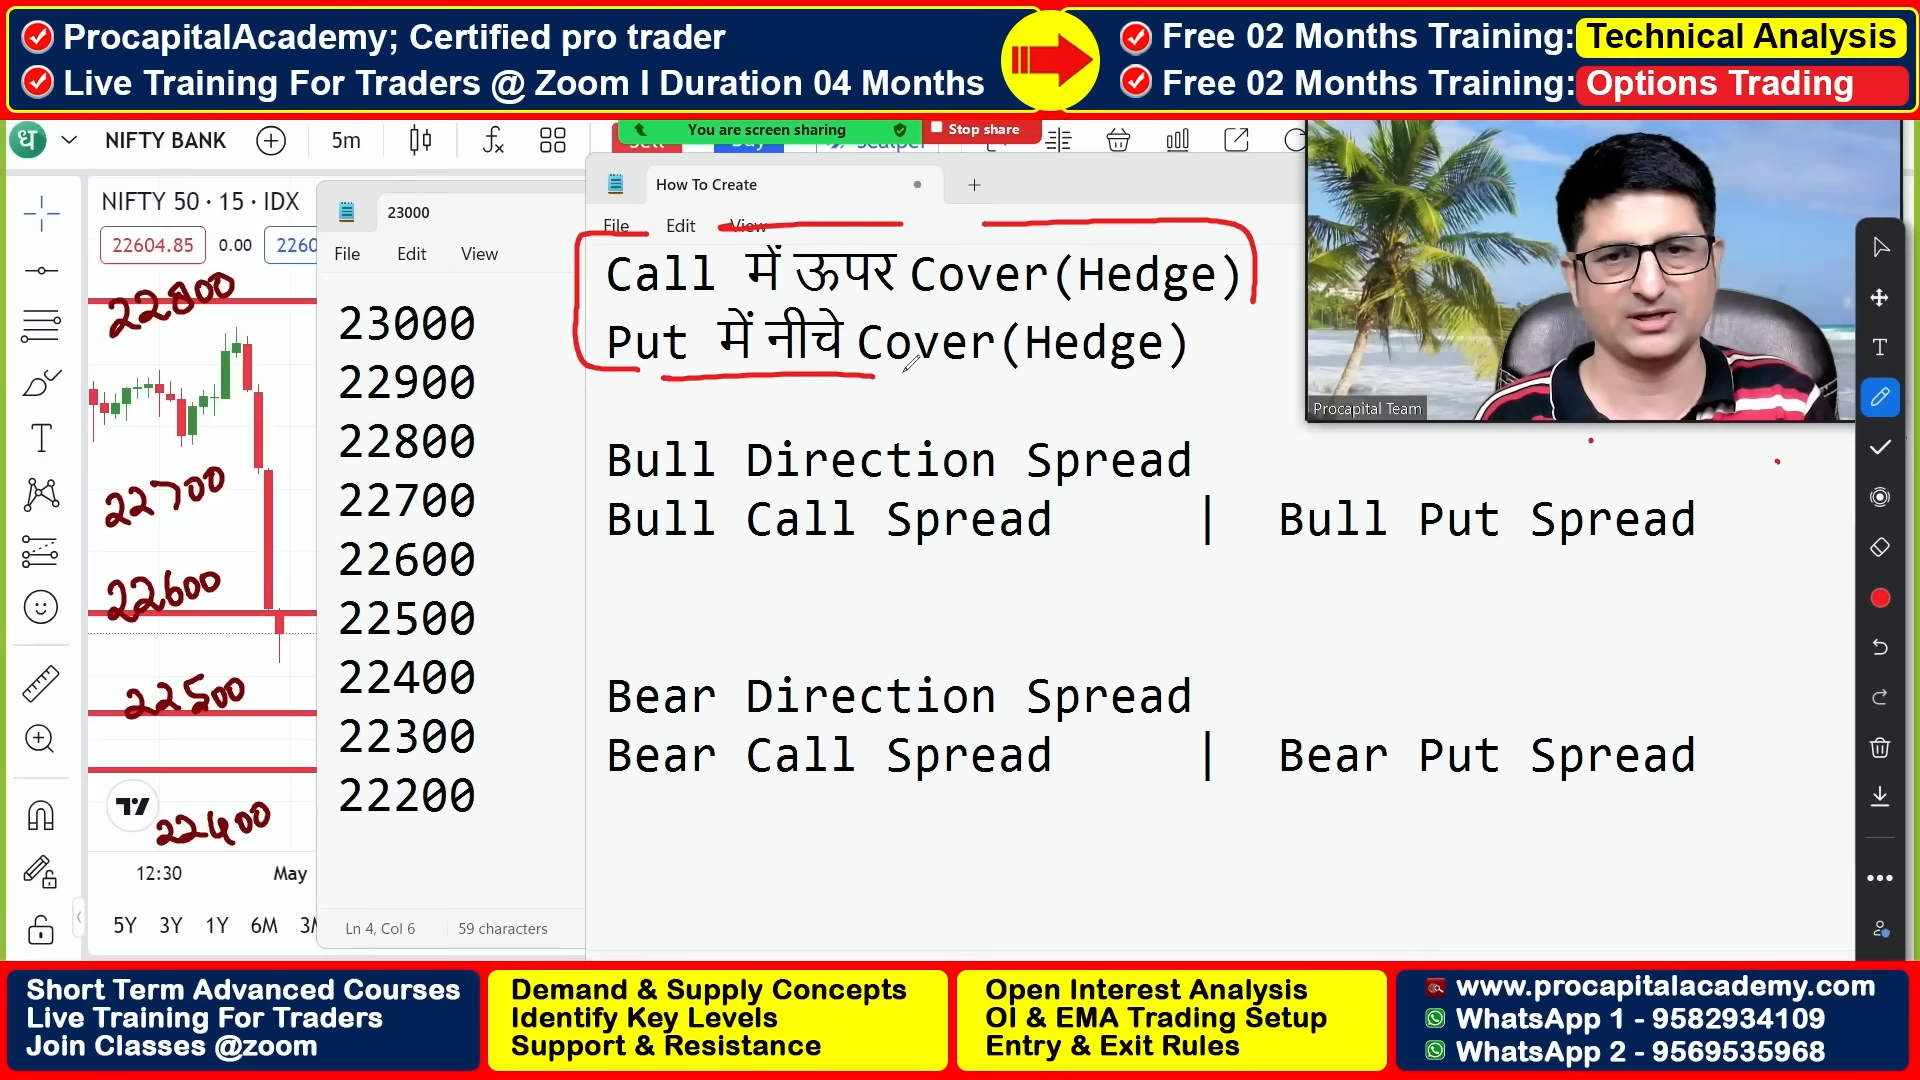 ProcapitalAcademy; Certified pro trader
Live Training For Traders @ Zoom I Duration 04 Months
Free 02 Months Training: Technical Analysis
Free 02 Months Training: Options Trading
ध
NIFTY BANK
5m
You are screen sharing
Stop share
NIFTY 50 · 15 · IDX
22604.85
0.00
22800
22700
22600
22500
22400
12:30
May
5Y 3Y 1Y 6M
23000
File Edit View
23000
22900
22800
22700
22600
22500
22400
22300
22200
Ln 4, Col 6
59 characters
How To Create
File Edit View
Call में ऊपर Cover(Hedge)
Put में नीचे Cover(Hedge)
Bull Direction Spread
Bull Call Spread | Bull Put Spread
Bear Direction Spread
Bear Call Spread | Bear Put Spread
Procapital Team
Short Term Advanced Courses
Live Training For Traders
Join Classes @zoom
Demand & Supply Concepts
Identify Key Levels
Support & Resistance
Open Interest Analysis
OI & EMA Trading Setup
Entry & Exit Rules
www.procapitalacademy.com
WhatsApp 1 - 9582934109
WhatsApp 2 - 9569535968